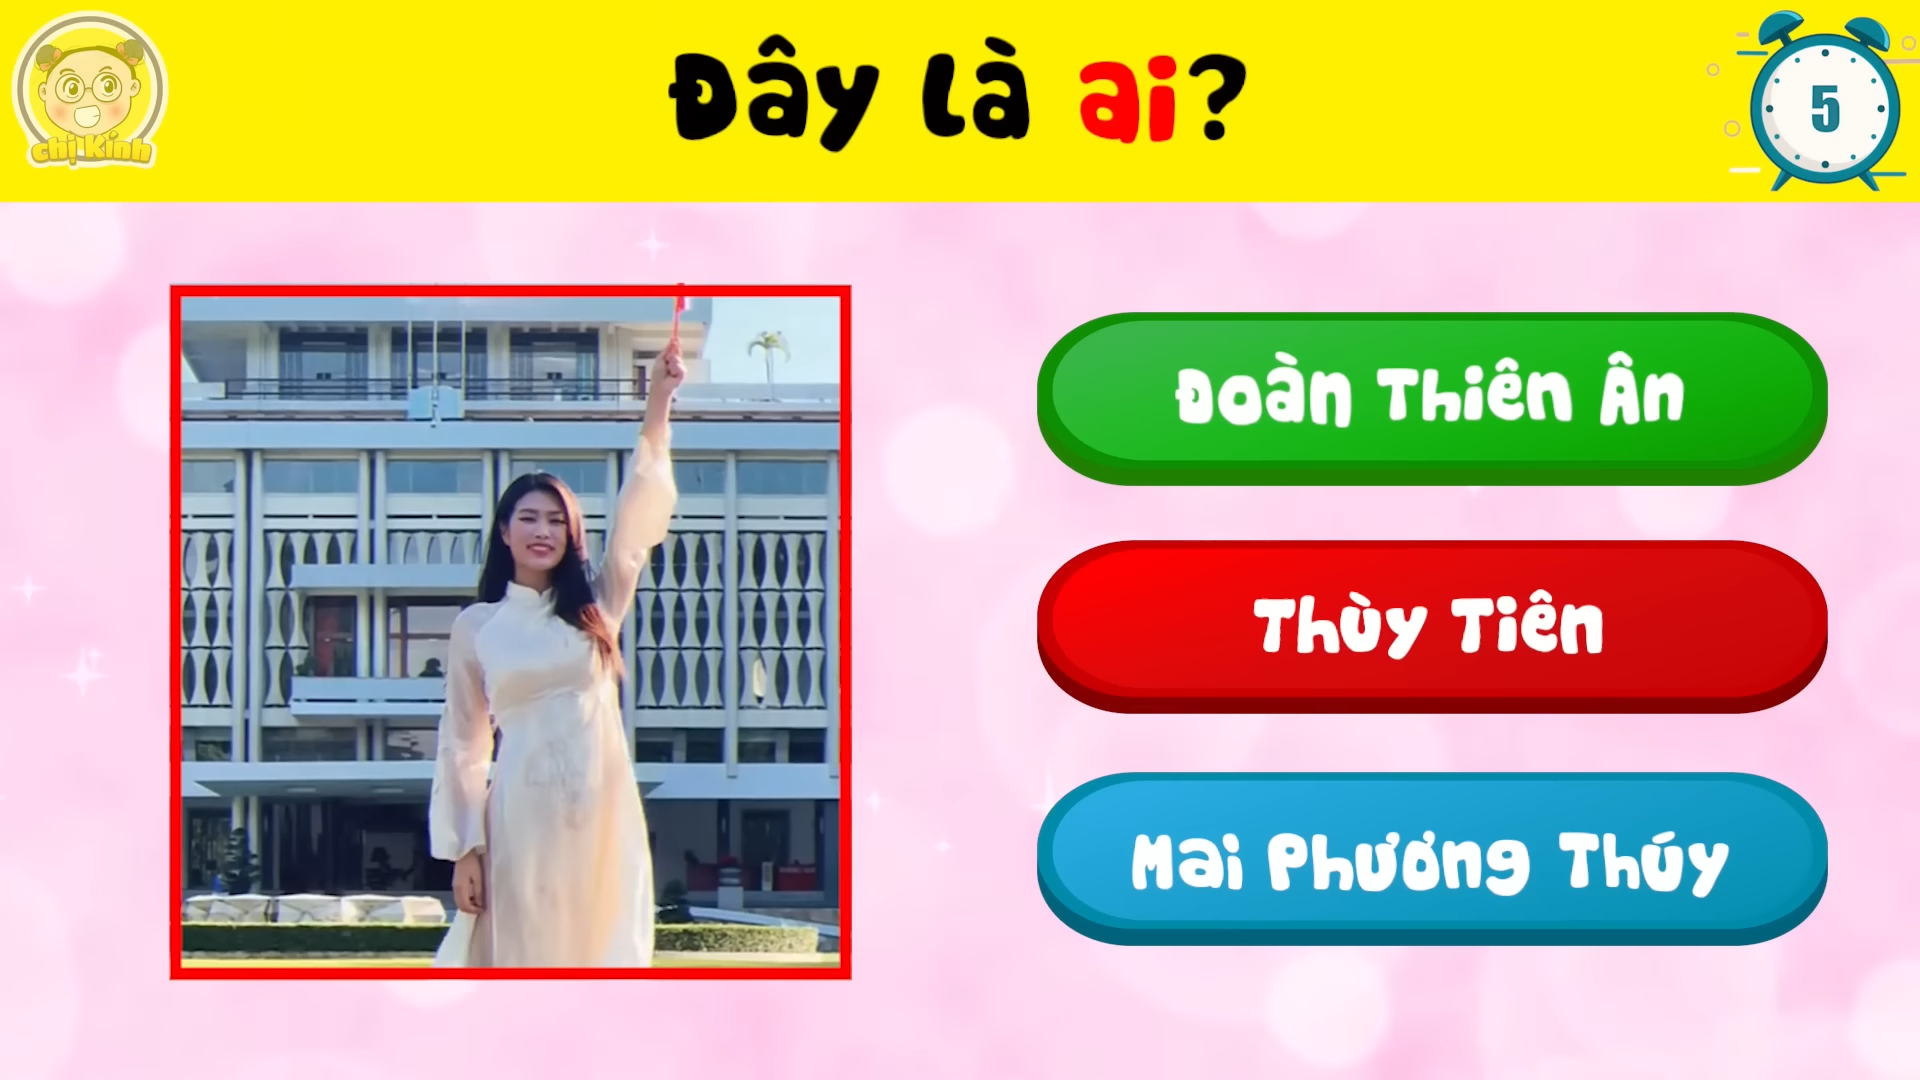 Đây là ai?
chị Kính
5
Đoàn Thiên Ân
Thùy Tiên
Mai Phương Thúy